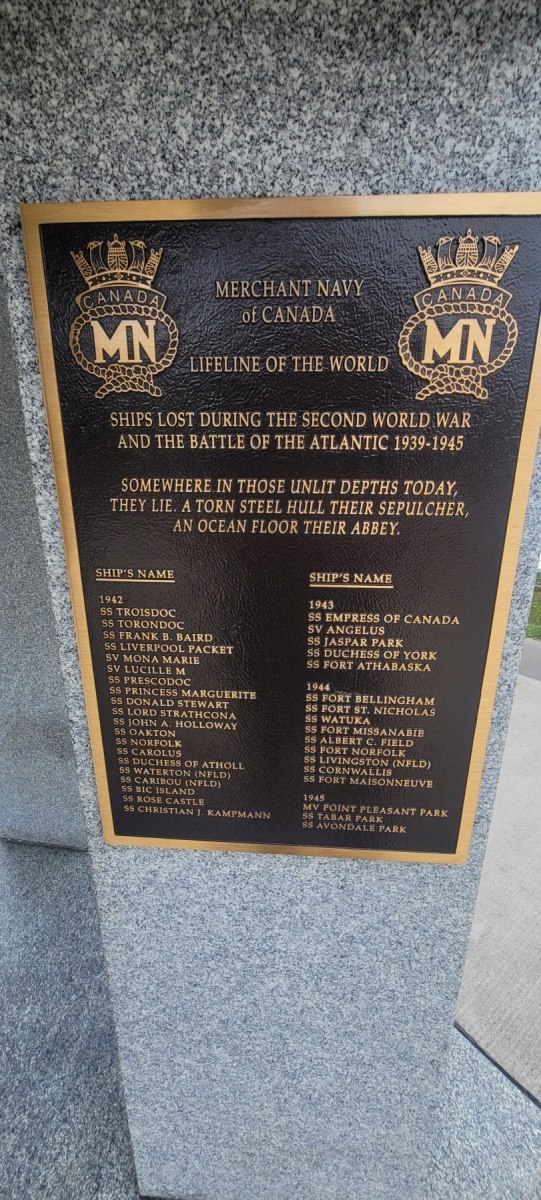 CANADA
MN
CANADA
MN
MERCHANT NAVY
of CANADA
LIFELINE OF THE WORLD
SHIPS LOST DURING THE SECOND WORLD WAR
AND THE BATTLE OF THE ATLANTIC 1939-1945
SOMEWHERE IN THOSE UNLIT DEPTHS TODAY,
THEY LIE. A TORN STEEL HULL THEIR SEPULCHER,
AN OCEAN FLOOR THEIR ABBEY.
SHIP'S NAME
1942
SS TROISDOC
SS TORONDOC
SS FRANK B. BAIRD
SS LIVERPOOL PACKET
SV MONA MARIE
SV LUCILLE M
SS PRESCODOC
SS PRINCESS MARGUERITE
SS DONALD STEWART
SS LORD STRATHCONA
SS JOHN A. HOLLOWAY
SS OAKTON
SS NORFOLK
SS CAROLUS
SS DUCHESS OF ATHOLL
SS WATERTON (NFLD)
SS CARIBOU (NFLD)
SS BIC ISLAND
SS ROSE CASTLE
SS CHRISTIAN J. KAMPMANN
SHIP'S NAME
1943
SS EMPRESS OF CANADA
SV ANGELUS
SS JASPAR PARK
SS DUCHESS OF YORK
SS FORT ATHABASKA
1944
SS FORT BELLINGHAM
SS FORT ST. NICHOLAS
SS WATUKA
SS FORT MISSANABIE
SS ALBERT C. FIELD
SS FORT NORFOLK
SS LIVINGSTON (NFLD)
SS CORNWALLIS
SS FORT MAISONNEUVE
1945
MV POINT PLEASANT PARK
SS TABAR PARK
SS AVONDALE PARK